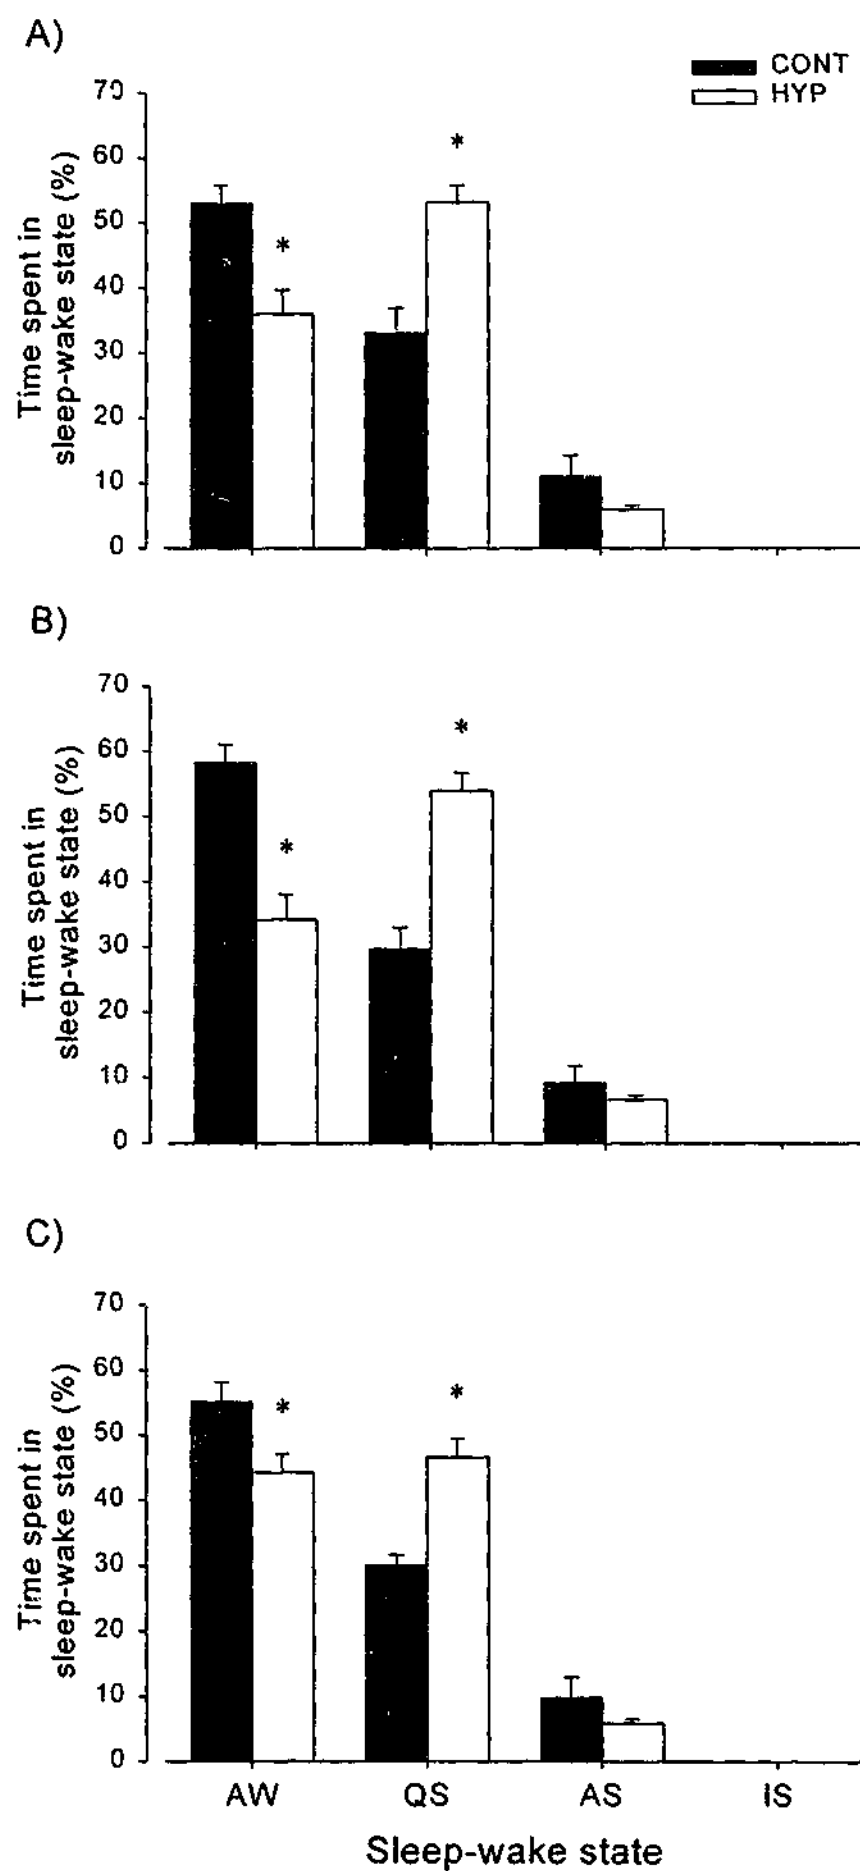 A)
CONT
HYP
70
60
50
40
30
20
10
0
Time spent in
sleep-wake state (%)
*
*
B)
70
60
50
40
30
20
10
0
Time spent in
sleep-wake state (%)
*
*
C)
70
60
50
40
30
20
10
0
Time spent in
sleep-wake state (%)
*
*
AW QS AS IS
Sleep-wake state